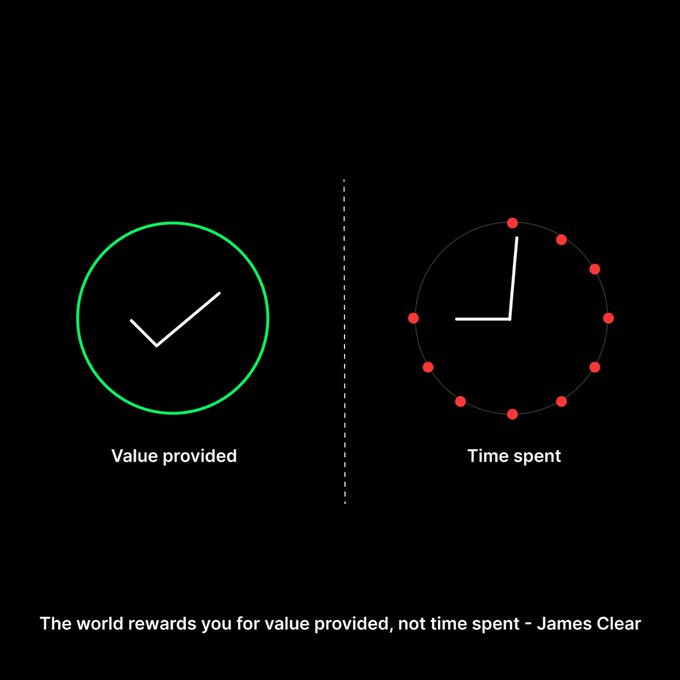 Value provided
Time spent
The world rewards you for value provided, not time spent - James Clear